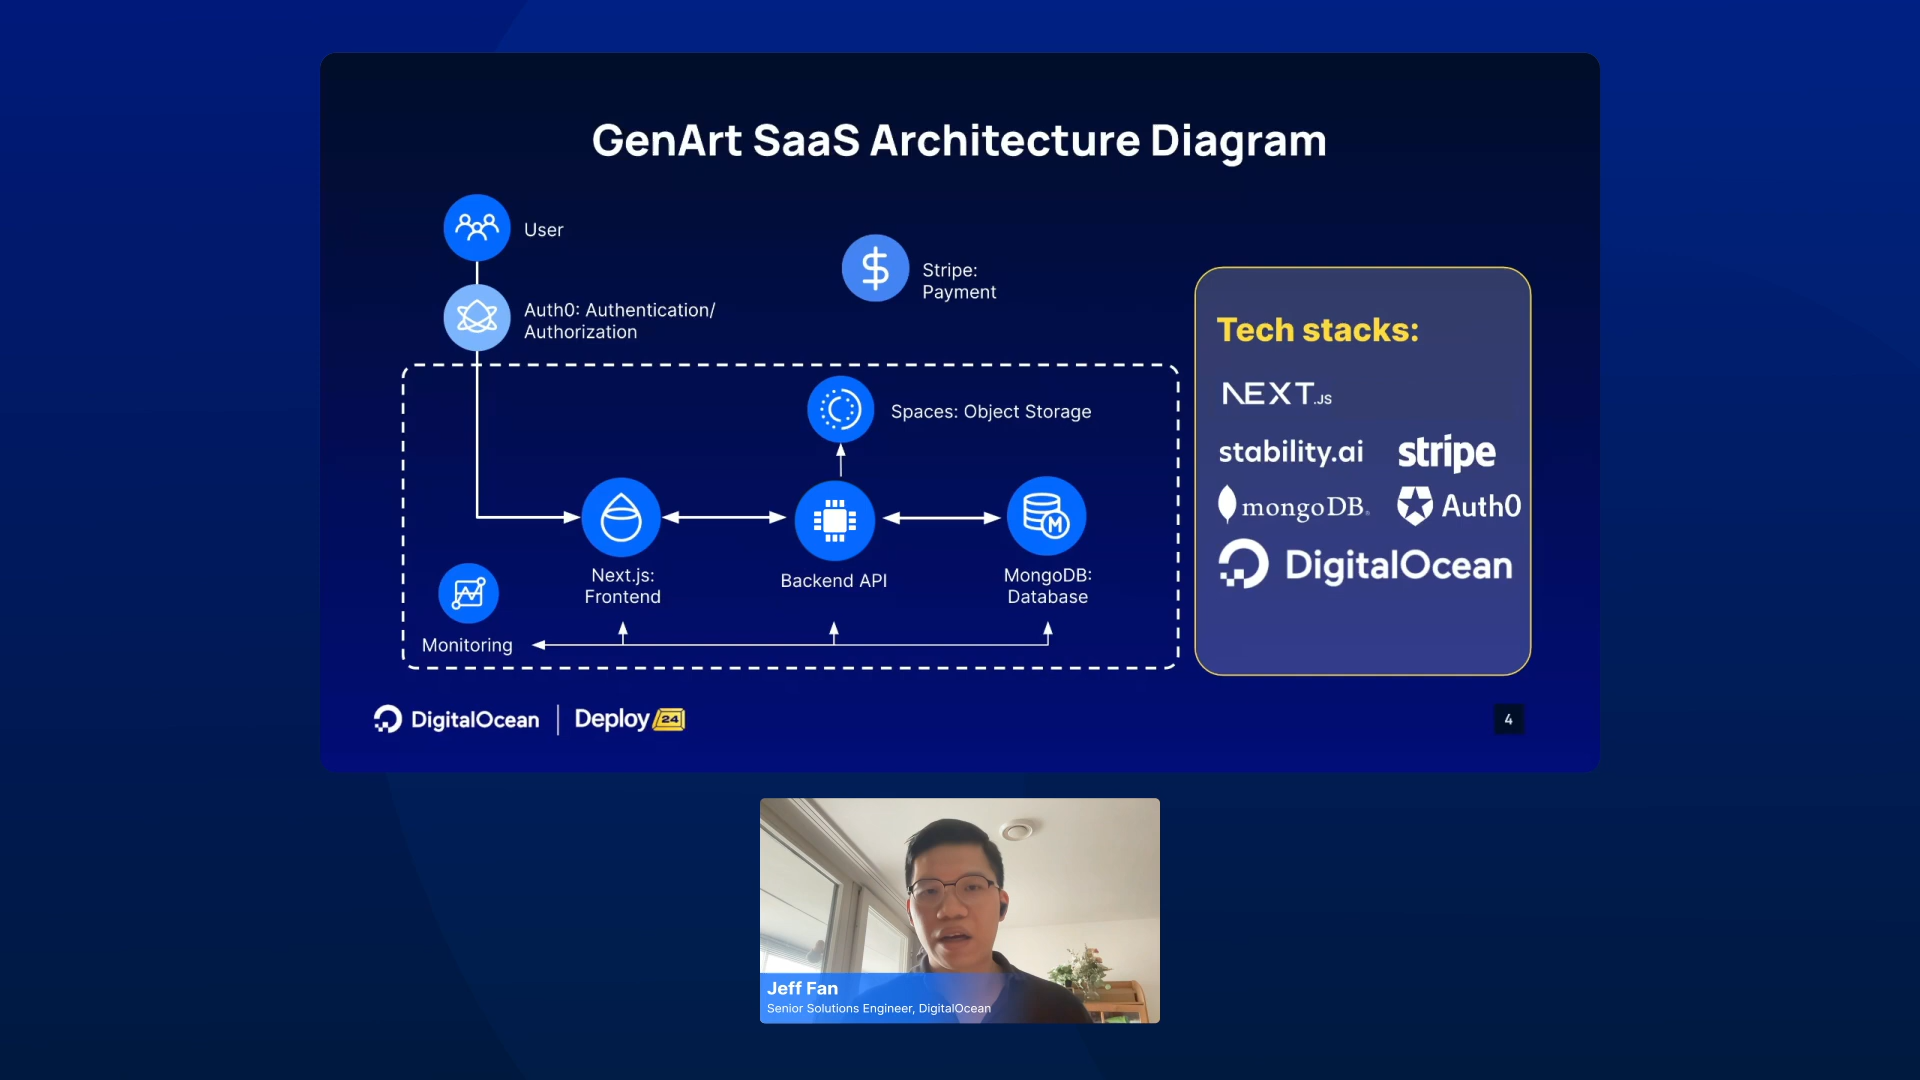 GenArt SaaS Architecture Diagram
User
Auth0: Authentication/
Authorization
Stripe:
Payment
Spaces: Object Storage
Next.js:
Frontend
Backend API
MongoDB:
Database
M
Monitoring
Tech stacks:
NEXT.JS
stability.ai
stripe
mongoDB.
Auth0
DigitalOcean
DigitalOcean
Deploy 24
4
Jeff Fan
Senior Solutions Engineer, DigitalOcean